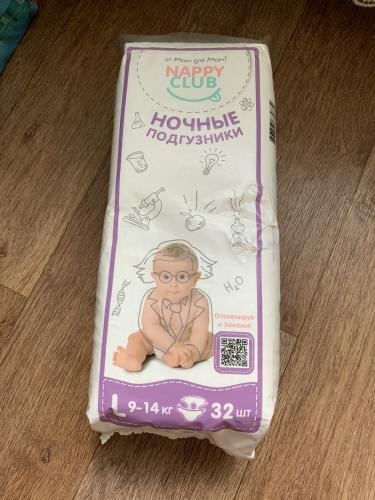 от Мам для Мам!
NAPPY
CLUB
НОЧНЫЕ
ПОДГУЗНИКИ
H₂O
Отсканируй
и Закажи!
L 9-14 КГ 32 ШТ